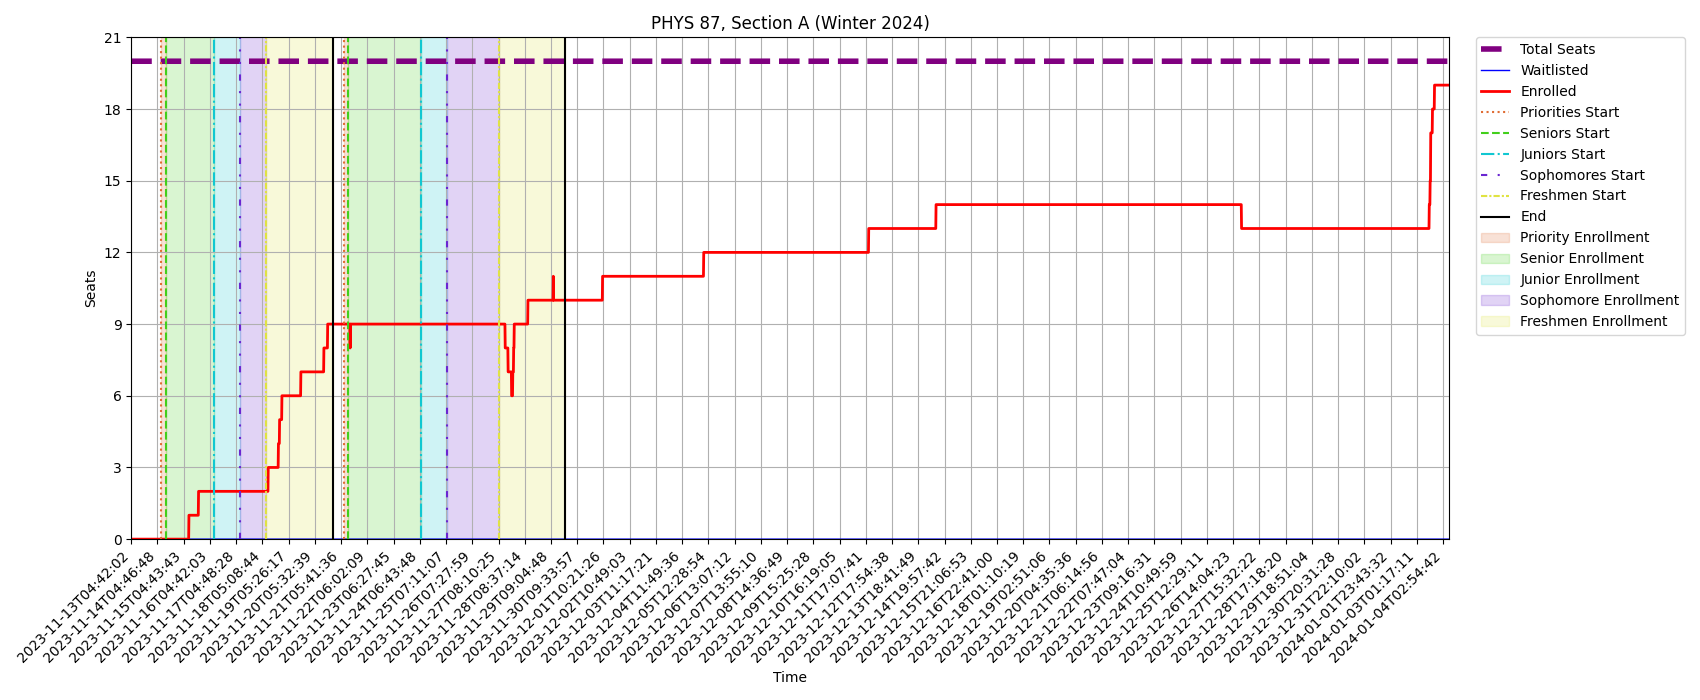 PHYS 87, Section A (Winter 2024)
21
18
15
12
9
6
3
0
Seats
2023-11-13T04:42:02
2023-11-14T04:46:48
2023-11-15T04:43:43
2023-11-16T04:42:03
2023-11-17T04:48:28
2023-11-18T05:08:44
2023-11-19T05:26:17
2023-11-20T05:32:39
2023-11-21T05:41:36
2023-11-22T06:02:09
2023-11-23T06:27:45
2023-11-24T06:43:48
2023-11-25T07:11:07
2023-11-26T07:27:59
2023-11-27T08:10:25
2023-11-28T08:37:14
2023-11-29T09:04:48
2023-11-30T09:33:57
2023-12-01T10:21:26
2023-12-02T10:49:03
2023-12-03T11:17:21
2023-12-04T11:49:36
2023-12-05T12:28:54
2023-12-06T13:07:12
2023-12-07T13:55:10
2023-12-08T14:36:49
2023-12-09T15:25:28
2023-12-10T16:19:05
2023-12-11T17:07:41
2023-12-12T17:54:38
2023-12-13T18:41:49
2023-12-14T19:57:42
2023-12-15T21:06:53
2023-12-16T22:41:00
2023-12-18T01:10:19
2023-12-19T02:51:06
2023-12-20T04:35:36
2023-12-21T06:14:56
2023-12-22T07:47:04
2023-12-23T09:16:31
2023-12-24T10:49:59
2023-12-25T12:29:11
2023-12-26T14:04:23
2023-12-27T15:32:22
2023-12-28T17:18:20
2023-12-29T18:51:04
2023-12-30T20:31:28
2023-12-31T22:10:02
2024-01-01T23:43:32
2024-01-03T01:17:11
2024-01-04T02:54:42
Time
Total Seats
Waitlisted
Enrolled
Priorities Start
Seniors Start
Juniors Start
Sophomores Start
Freshmen Start
End
Priority Enrollment
Senior Enrollment
Junior Enrollment
Sophomore Enrollment
Freshmen Enrollment